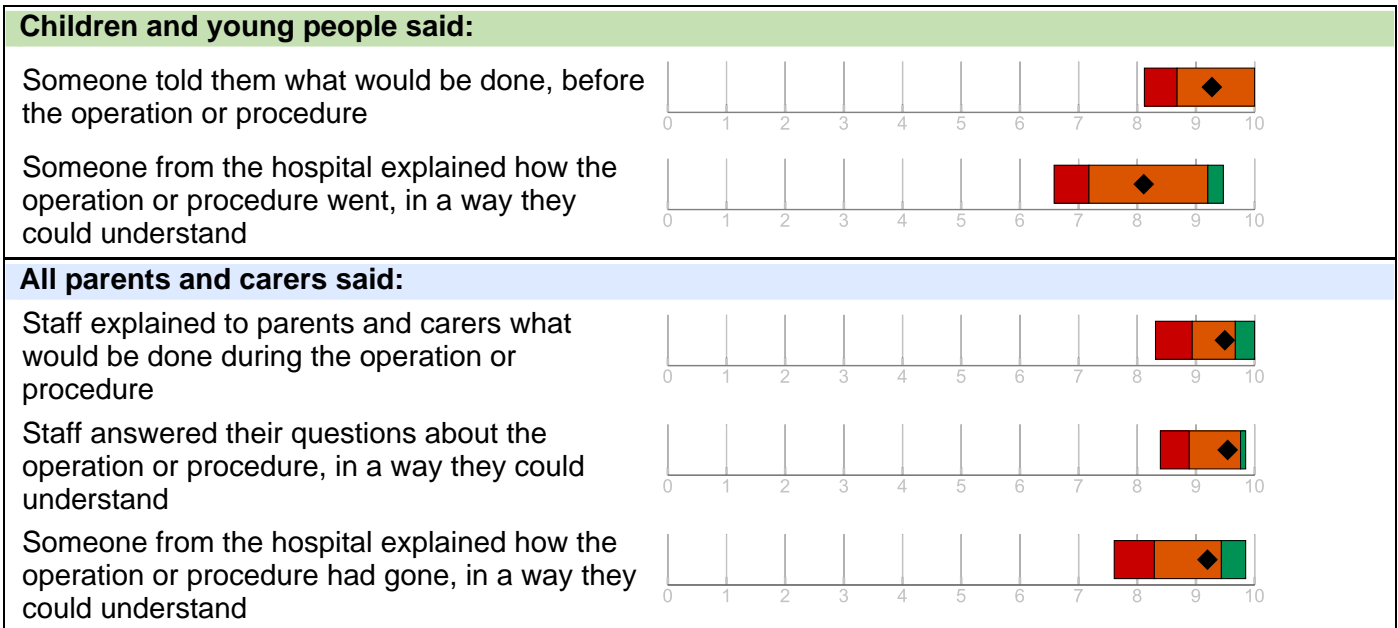 Children and young people said:
Someone told them what would be done, before
the operation or procedure
0 1 2 3 4 5 6 7 8 9 10
Someone from the hospital explained how the
operation or procedure went, in a way they
could understand
0 1 2 3 4 5 6 7 8 9 10
All parents and carers said:
Staff explained to parents and carers what
would be done during the operation or
procedure
0 1 2 3 4 5 6 7 8 9 10
Staff answered their questions about the
operation or procedure, in a way they could
understand
0 1 2 3 4 5 6 7 8 9 10
Someone from the hospital explained how the
operation or procedure had gone, in a way they
could understand
0 1 2 3 4 5 6 7 8 9 10